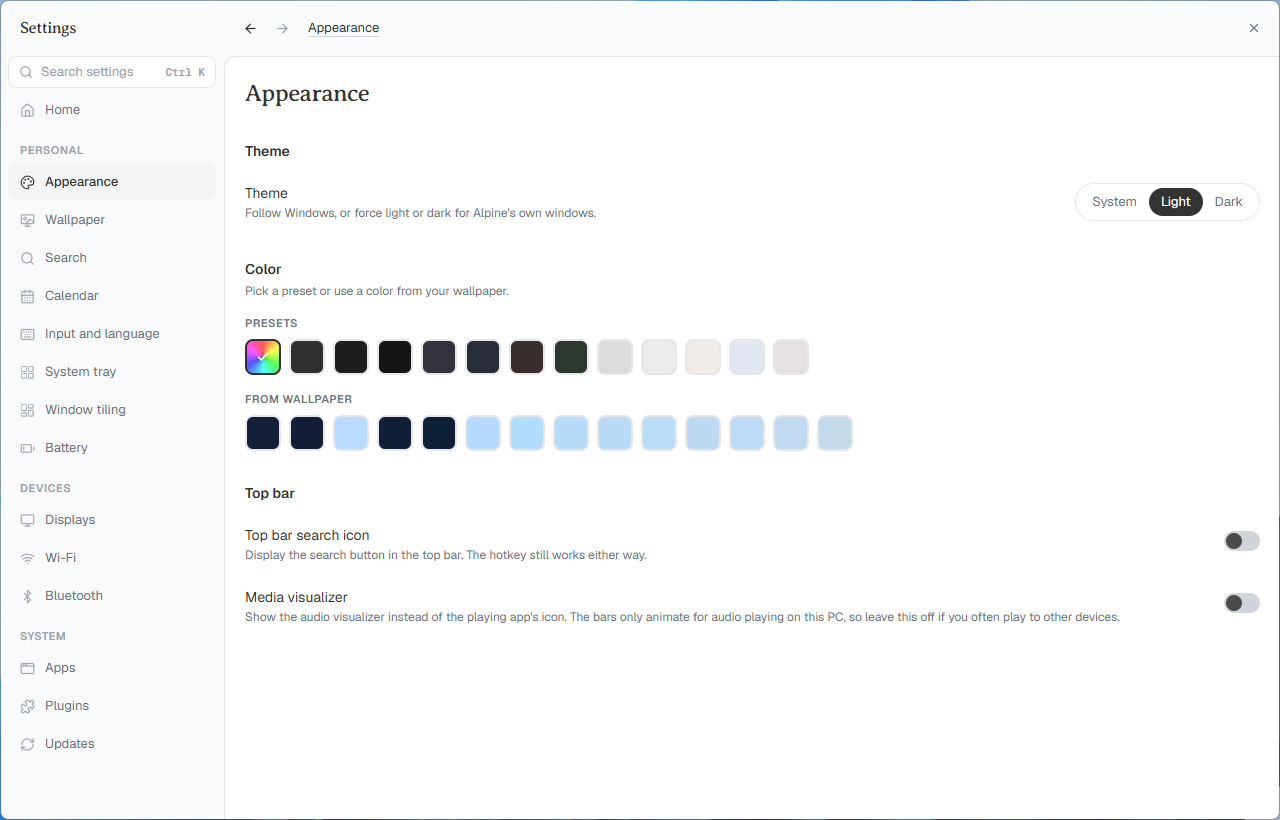 Settings
Appearance
Search settings Ctrl K
Home
PERSONAL
Appearance
Wallpaper
Search
Calendar
Input and language
System tray
Window tiling
Battery
DEVICES
Displays
Wi-Fi
Bluetooth
SYSTEM
Apps
Plugins
Updates
Appearance
Theme
Theme
Follow Windows, or force light or dark for Alpine's own windows.
System Light Dark
Color
Pick a preset or use a color from your wallpaper.
PRESETS
FROM WALLPAPER
Top bar
Top bar search icon
Display the search button in the top bar. The hotkey still works either way.
Media visualizer
Show the audio visualizer instead of the playing app's icon. The bars only animate for audio playing on this PC, so leave this off if you often play to other devices.